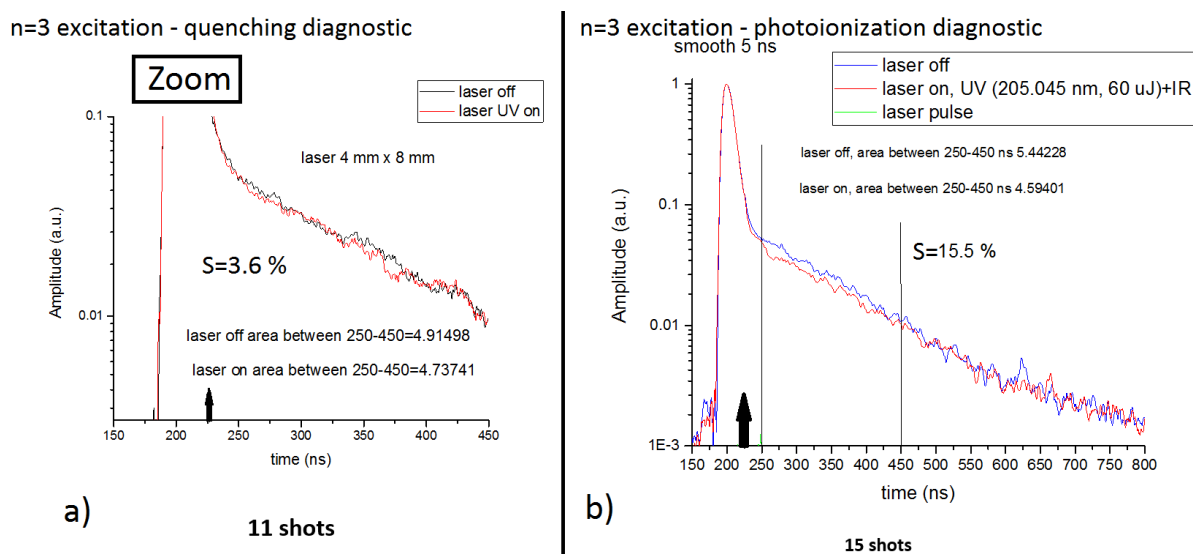 n=3 excitation - quenching diagnostic
Zoom
laser off
laser UV on
0.1
laser 4 mm x 8 mm
Amplitude (a.u.)
S=3.6 %
0.01
laser off area between 250-450=4.91498
laser on area between 250-450=4.73741
150 200 250 300 350 400 450
time (ns)
a)
11 shots
n=3 excitation - photoionization diagnostic
smooth 5 ns
laser off
laser on, UV (205.045 nm, 60 uJ)+IR
laser pulse
1
laser off, area between 250-450 ns 5.44228
laser on, area between 250-450 ns 4.59401
0.1
Amplitude (a.u.)
S=15.5 %
0.01
1E-3
150 200 250 300 350 400 450 500 550 600 650 700 750 800
time (ns)
b)
15 shots